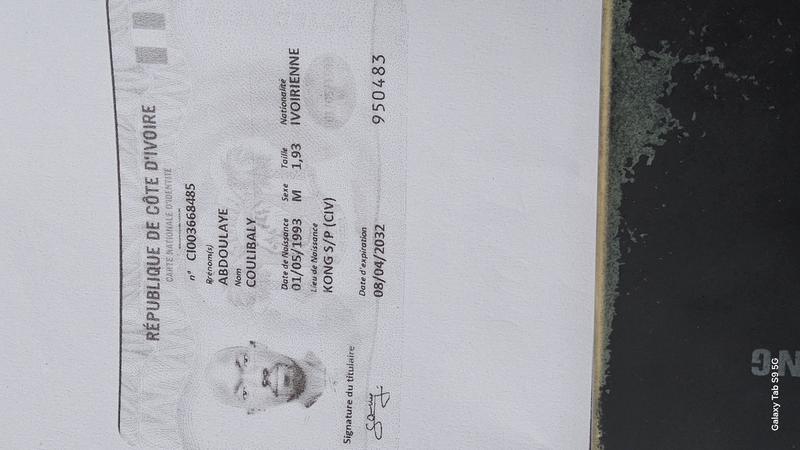 RÉPUBLIQUE DE CÔTE D'IVOIRE
CARTE NATIONALE D'IDENTITÉ
n° CI003668485
Prénom(s)
ABDOULAYE
Nom
COULIBALY
Date de Naissance Sexe Taille Nationalité
01/05/1993 M 1,93 IVOIRIENNE
Lieu de Naissance
KONG S/P (CIV)
Date d'expiration
08/04/2032 950483
Signature du titulaire
NG
Galaxy Tab S9 5G